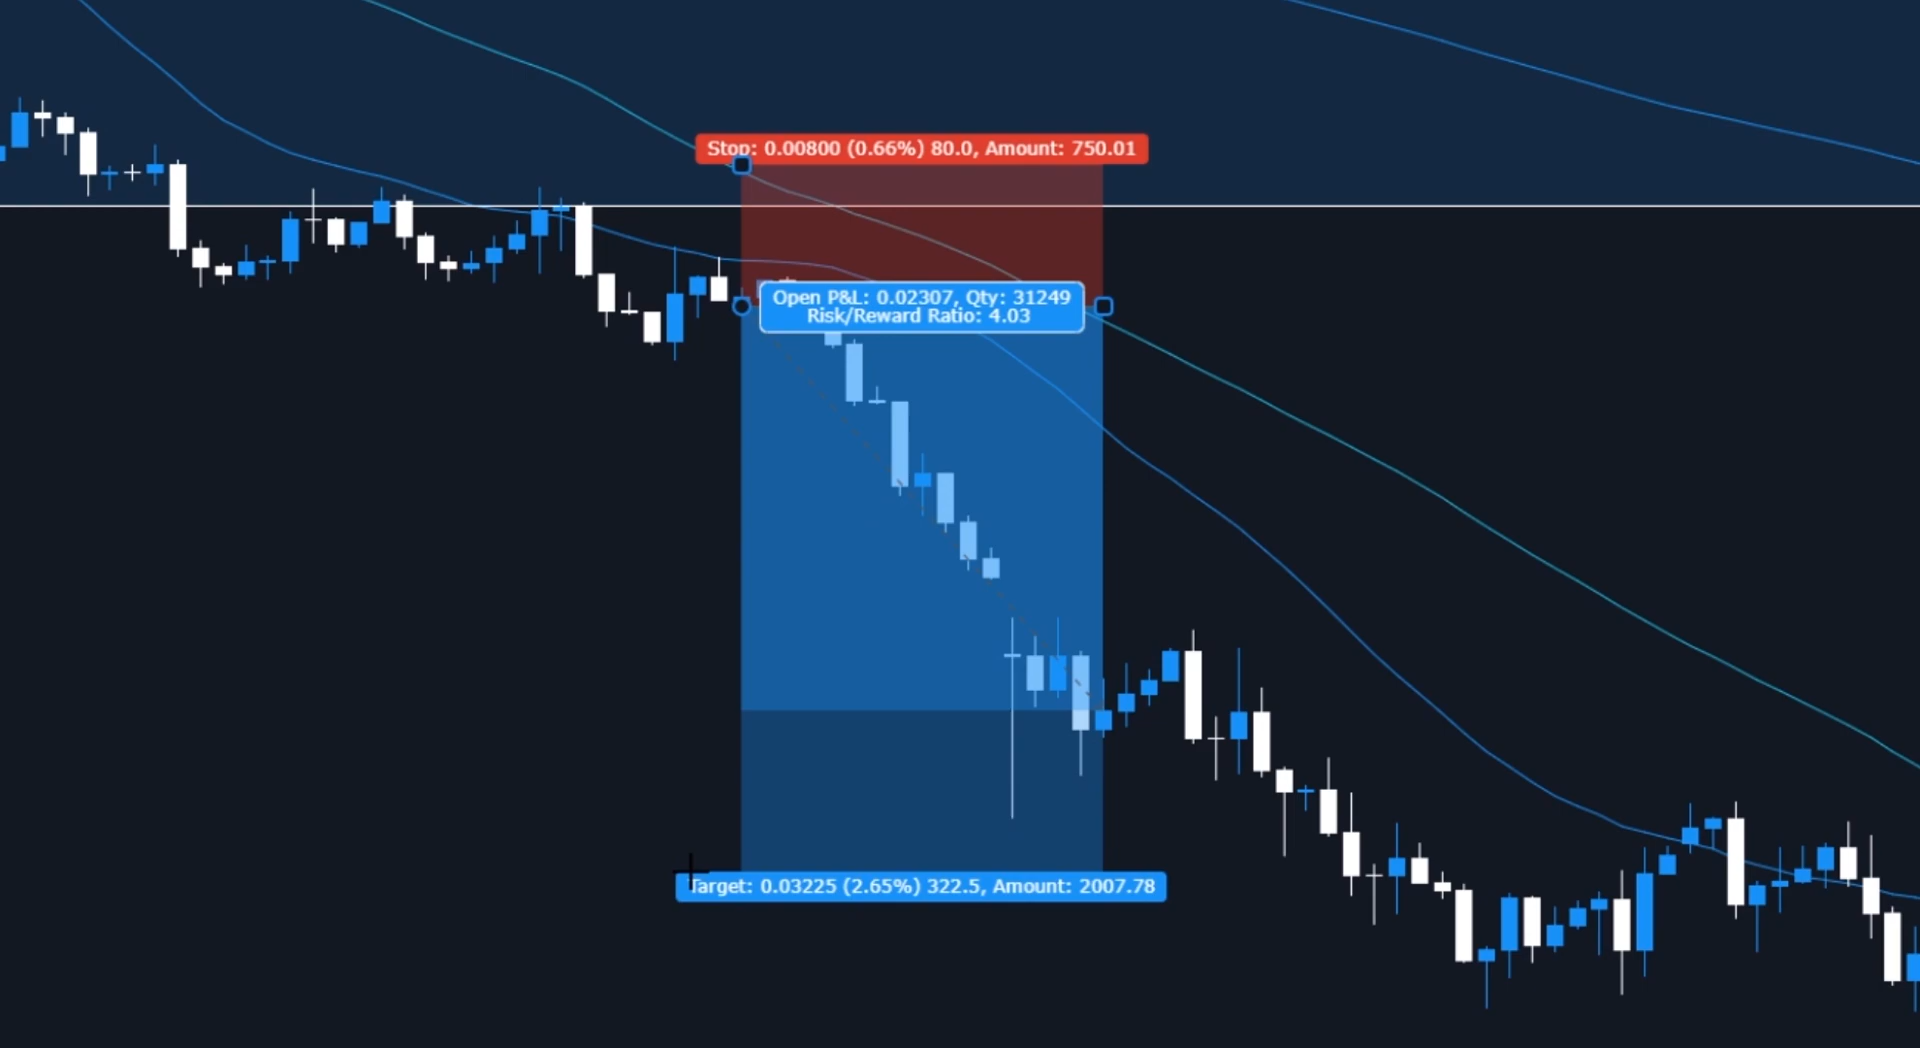 Stop: 0.00800 (0.66%) 80.0, Amount: 750.01
Open P&L: 0.02307, Qty: 31249
Risk/Reward Ratio: 4.03
Target: 0.03225 (2.65%) 322.5, Amount: 2007.78